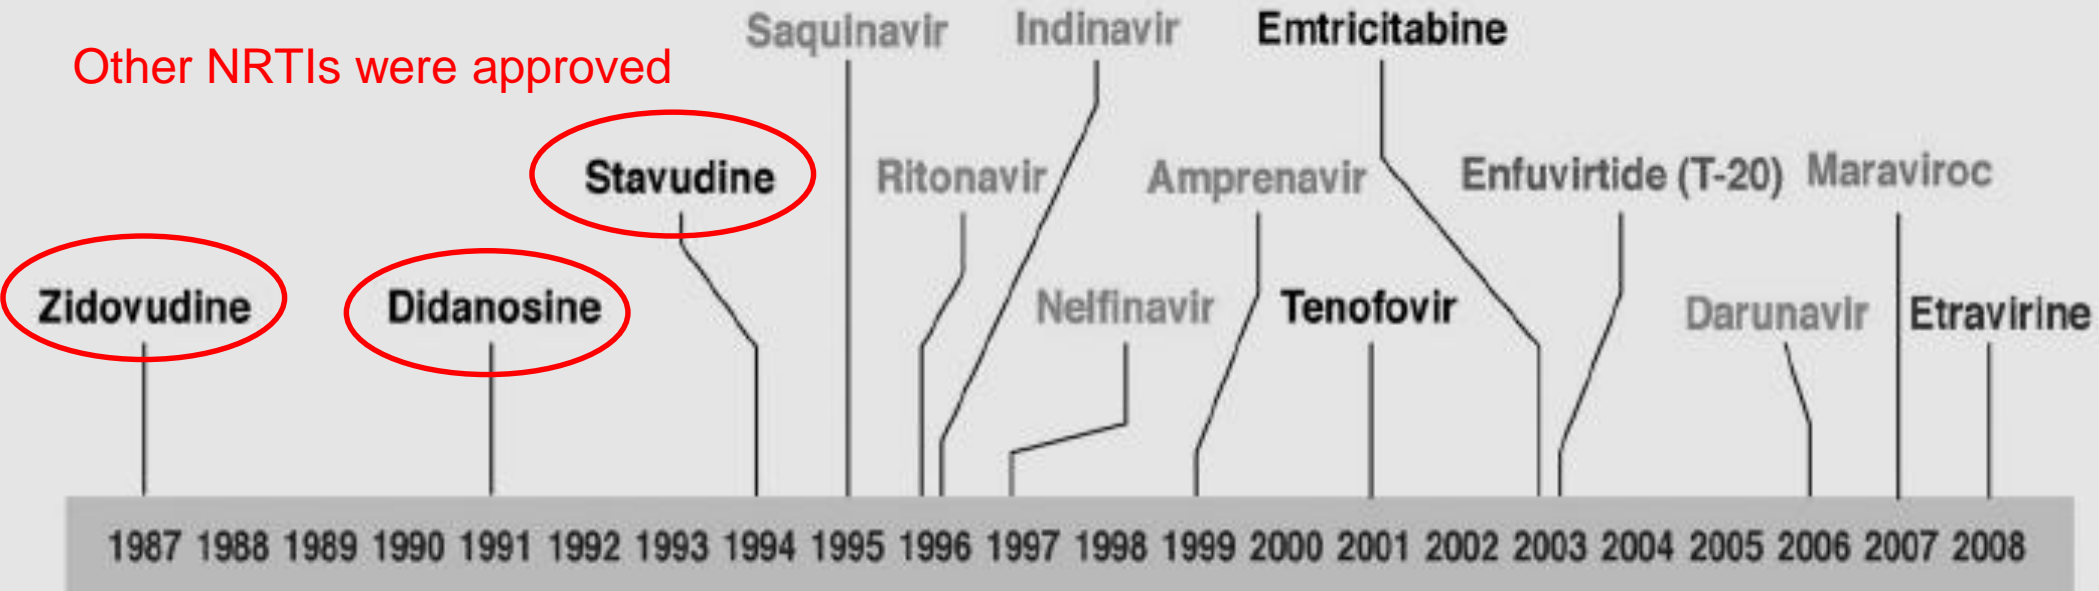 Saquinavir Indinavir Emtricitabine
Other NRTIs were approved
Stavudine Ritonavir Amprenavir Enfuvirtide (T-20) Maraviroc
Zidovudine Didanosine Nelfinavir Tenofovir Darunavir Etravirine
1987 1988 1989 1990 1991 1992 1993 1994 1995 1996 1997 1998 1999 2000 2001 2002 2003 2004 2005 2006 2007 2008